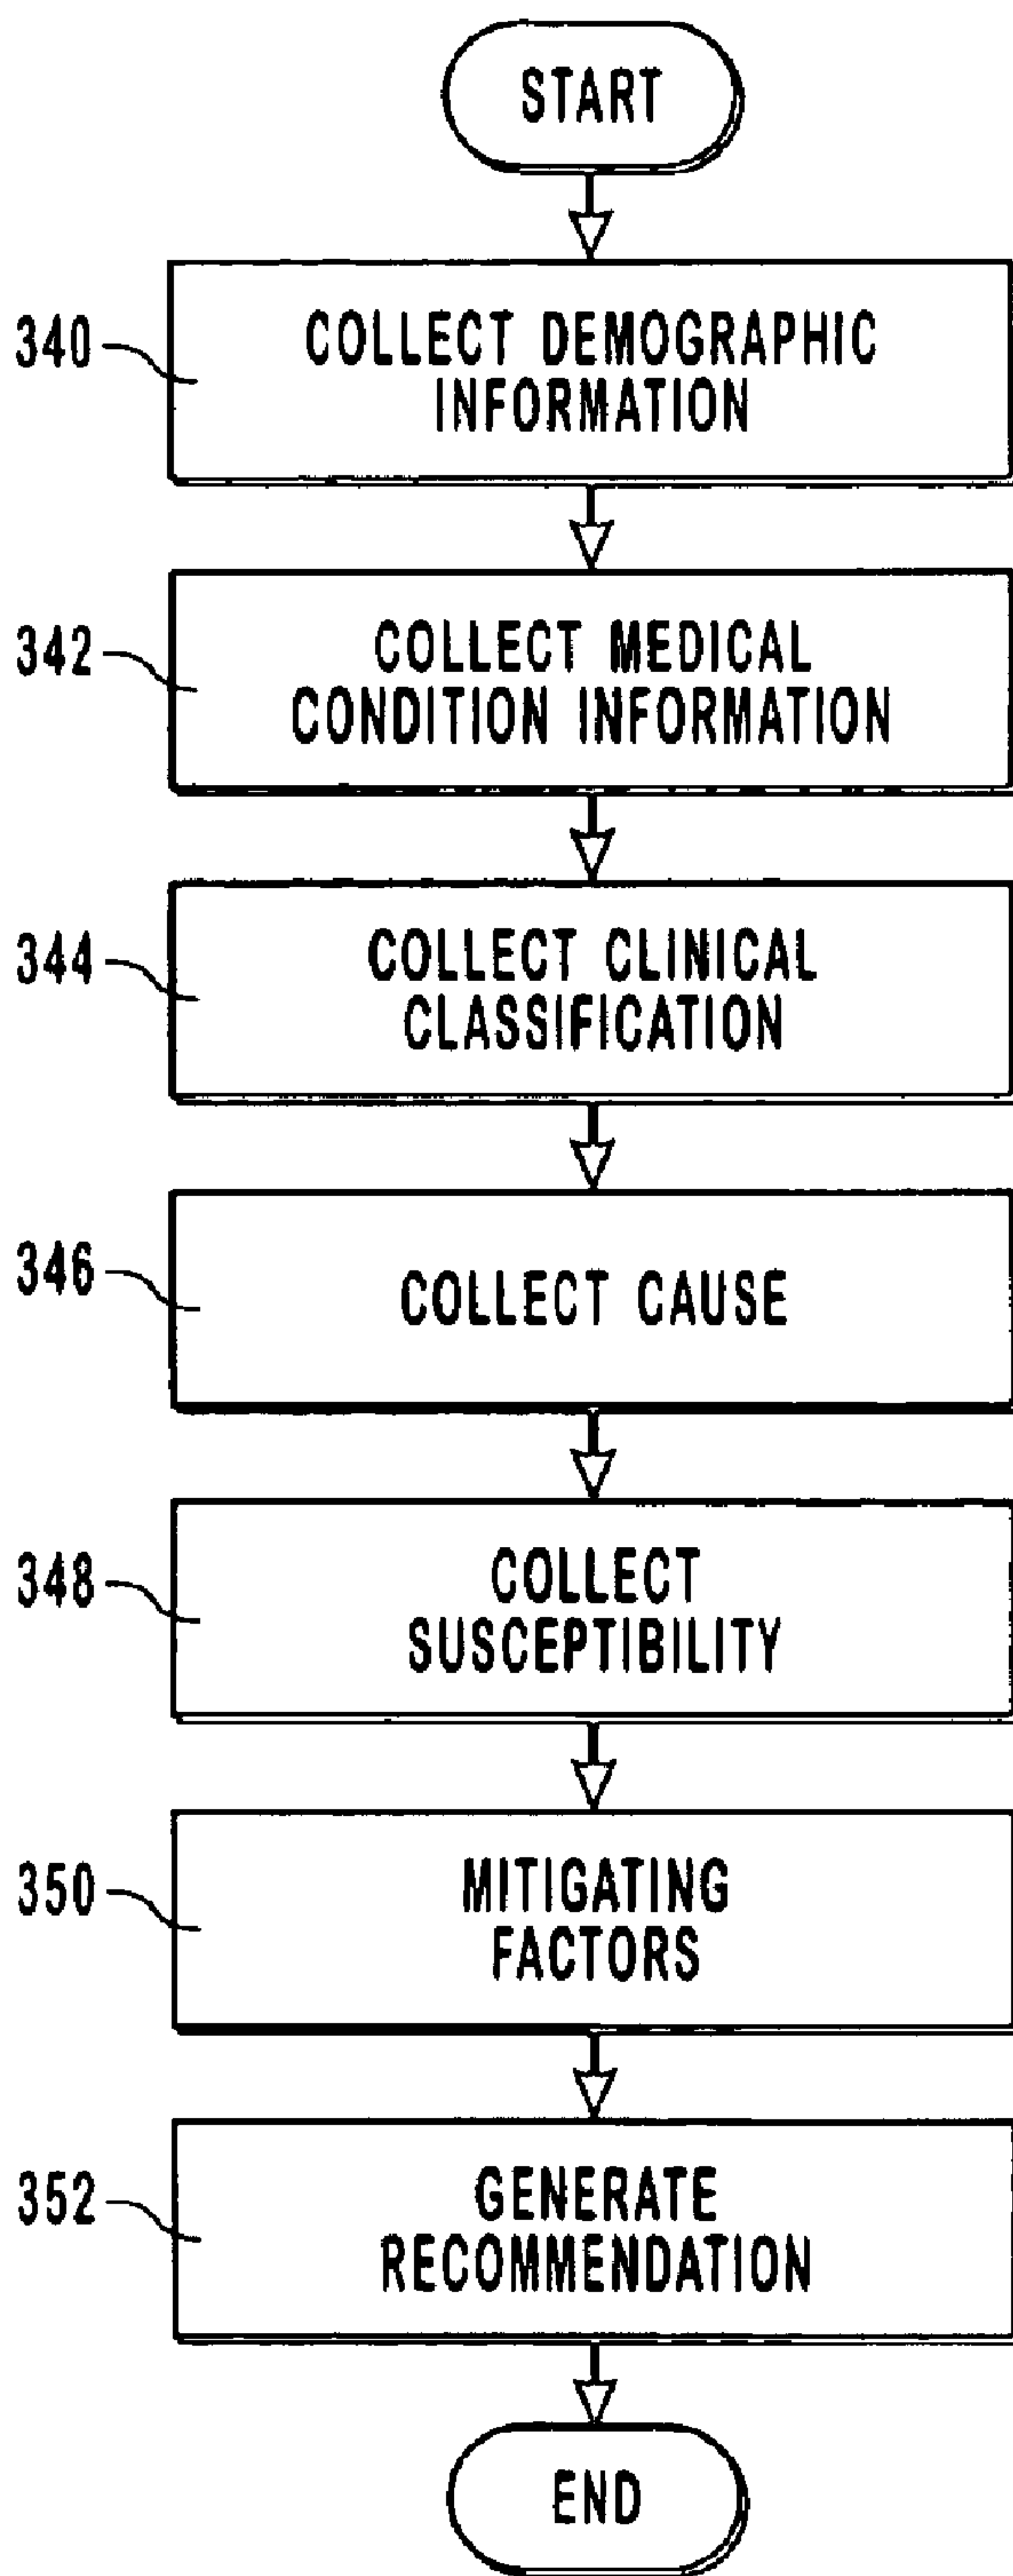 START
340
COLLECT DEMOGRAPHIC
INFORMATION
342
COLLECT MEDICAL
CONDITION INFORMATION
344
COLLECT CLINICAL
CLASSIFICATION
346
COLLECT CAUSE
348
COLLECT
SUSCEPTIBILITY
350
MITIGATING
FACTORS
352
GENERATE
RECOMMENDATION
END